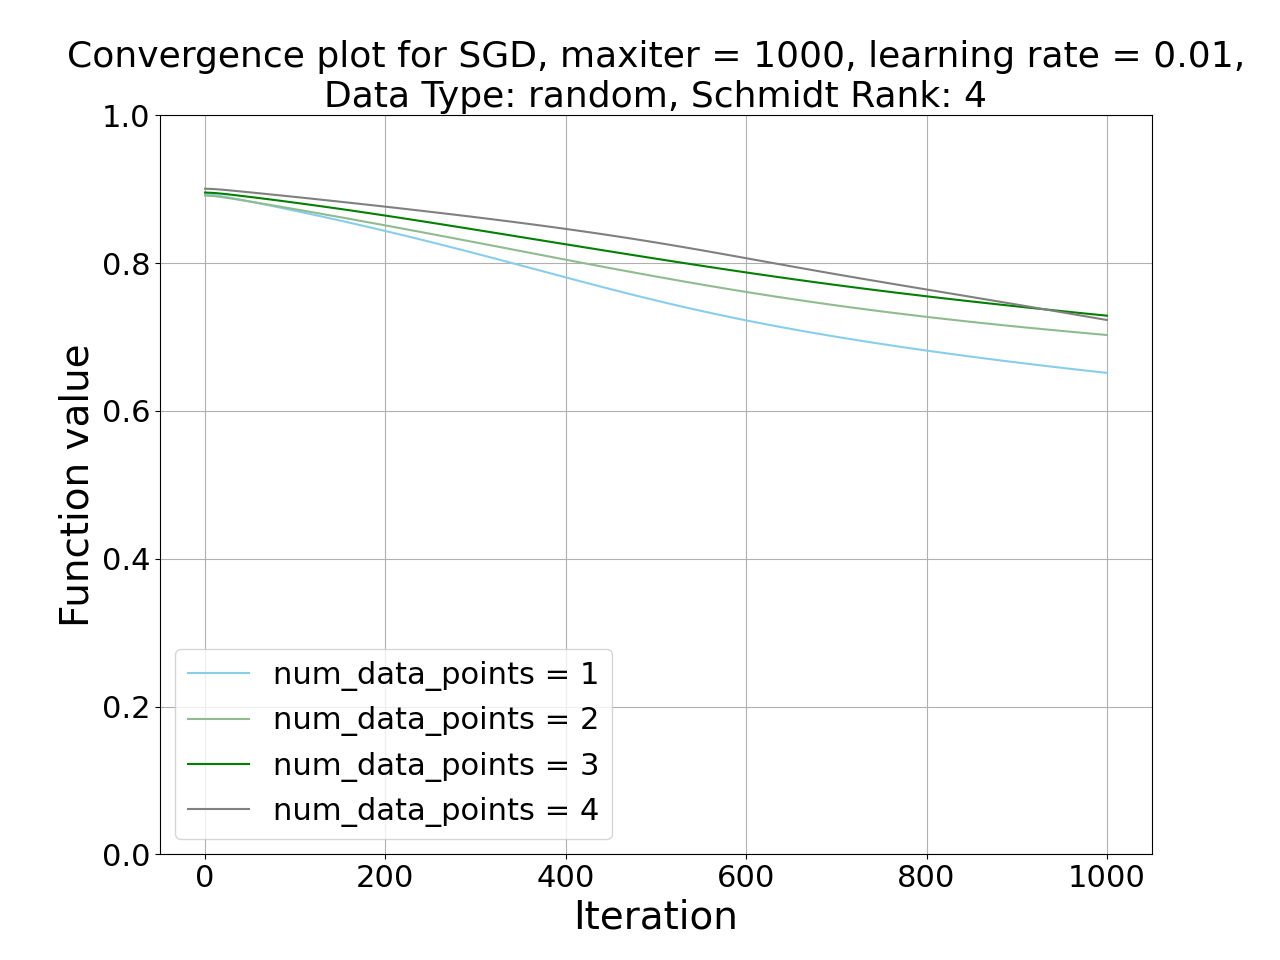 Convergence plot for SGD, maxiter = 1000, learning rate = 0.01,
Data Type: random, Schmidt Rank: 4
1.0
0.8
0.6
0.4
0.2
0.0
Function value
num_data_points = 1
num_data_points = 2
num_data_points = 3
num_data_points = 4
0 200 400 600 800 1000
Iteration